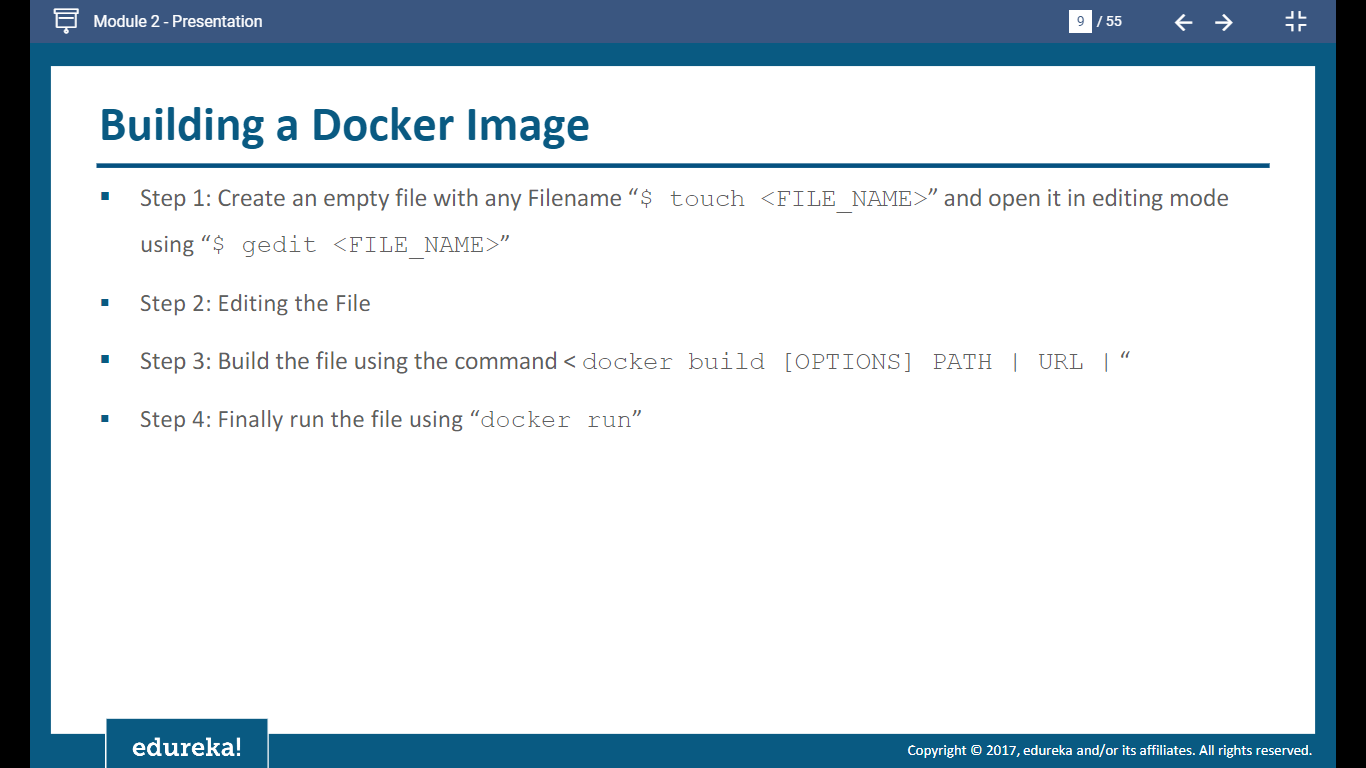 Module 2 - Presentation
9 / 55
Building a Docker Image
▪ Step 1: Create an empty file with any Filename “$ touch <FILE_NAME>” and open it in editing mode
using “$ gedit <FILE_NAME>”
▪ Step 2: Editing the File
▪ Step 3: Build the file using the command < docker build [OPTIONS] PATH | URL | “
▪ Step 4: Finally run the file using “docker run”
edureka!
Copyright © 2017, edureka and/or its affiliates. All rights reserved.